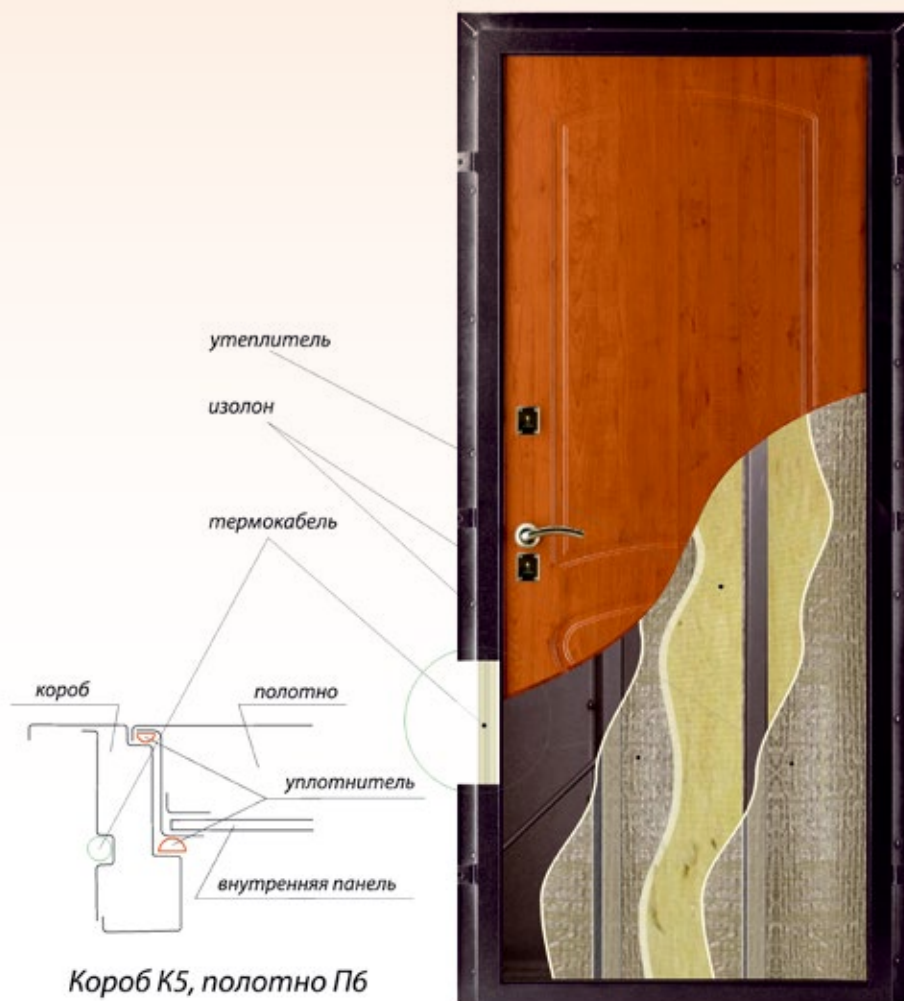 утеплитель
изолон
термокабель
короб
полотно
уплотнитель
внутренняя панель
Короб К5, полотно П6